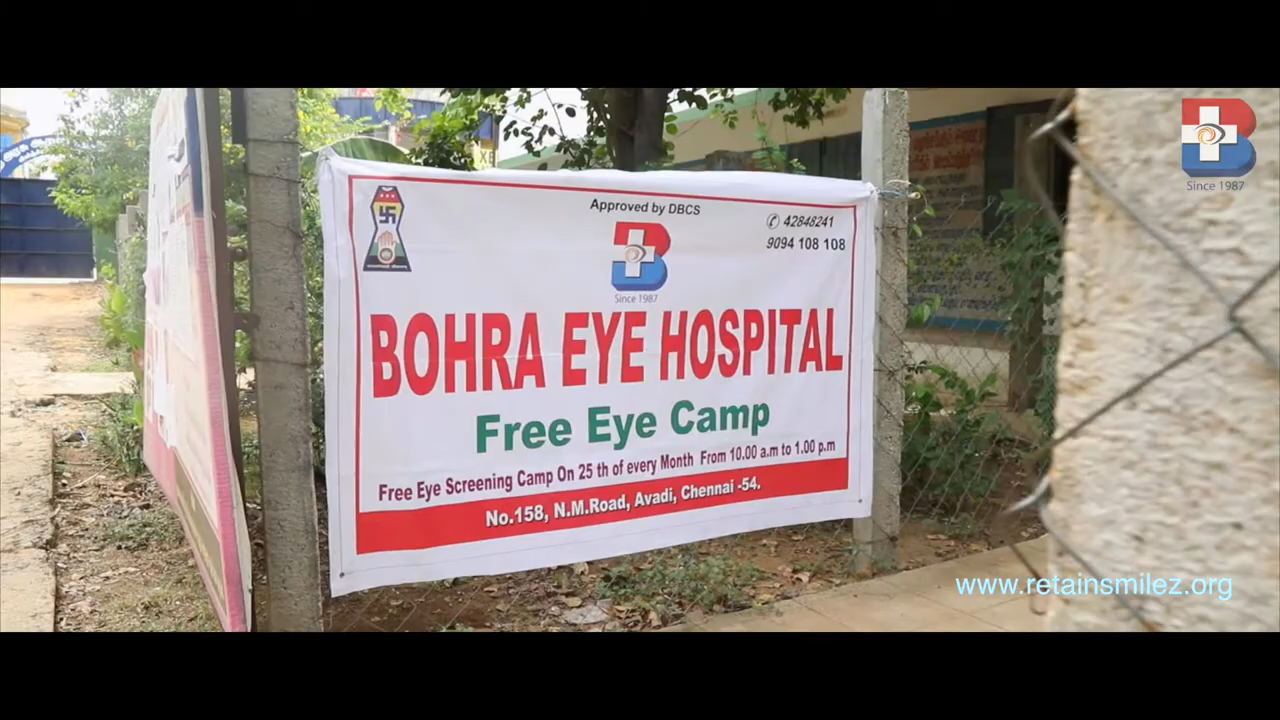 Approved by DBCS
✆ 42848241
9094 108 108
B
Since 1987
BOHRA EYE HOSPITAL
Free Eye Camp
Free Eye Screening Camp On 25 th of every Month From 10.00 a.m to 1.00 p.m
No.158, N.M.Road, Avadi, Chennai -54.
B
Since 1987
www.retainsmilez.org